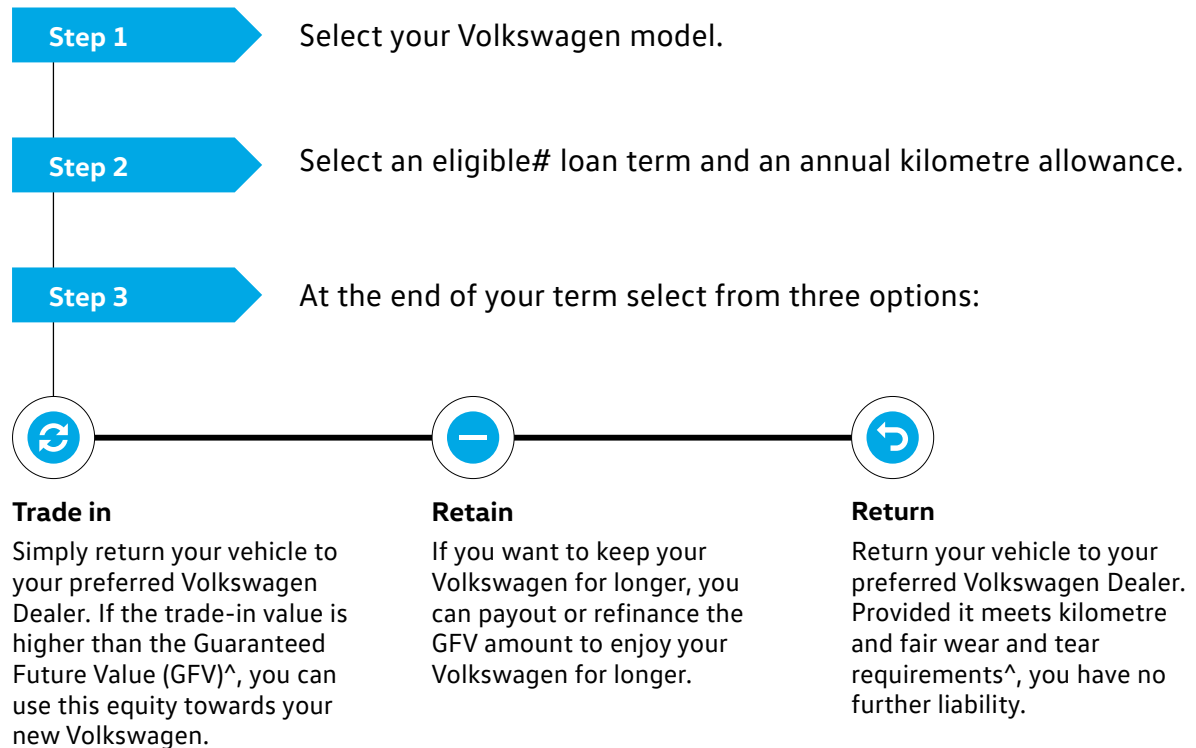 Step 1
Select your Volkswagen model.
Step 2
Select an eligible# loan term and an annual kilometre allowance.
Step 3
At the end of your term select from three options:
Trade in
Simply return your vehicle to
your preferred Volkswagen
Dealer. If the trade-in value is
higher than the Guaranteed
Future Value (GFV)^, you can
use this equity towards your
new Volkswagen.
Retain
If you want to keep your
Volkswagen for longer, you
can payout or refinance the
GFV amount to enjoy your
Volkswagen for longer.
Return
Return your vehicle to your
preferred Volkswagen Dealer.
Provided it meets kilometre
and fair wear and tear
requirements^, you have no
further liability.